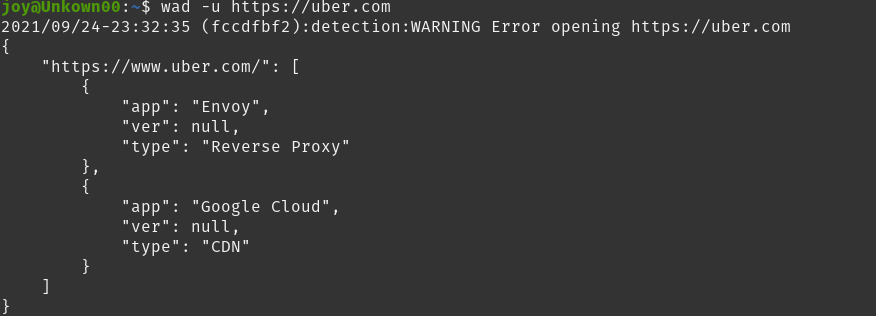 joy@Unkown00:~$ wad -u https://uber.com
2021/09/24-23:32:35 (fccdfbf2):detection:WARNING Error opening https://uber.com
{
    "https://www.uber.com/": [
        {
            "app": "Envoy",
            "ver": null,
            "type": "Reverse Proxy"
        },
        {
            "app": "Google Cloud",
            "ver": null,
            "type": "CDN"
        }
    ]
}